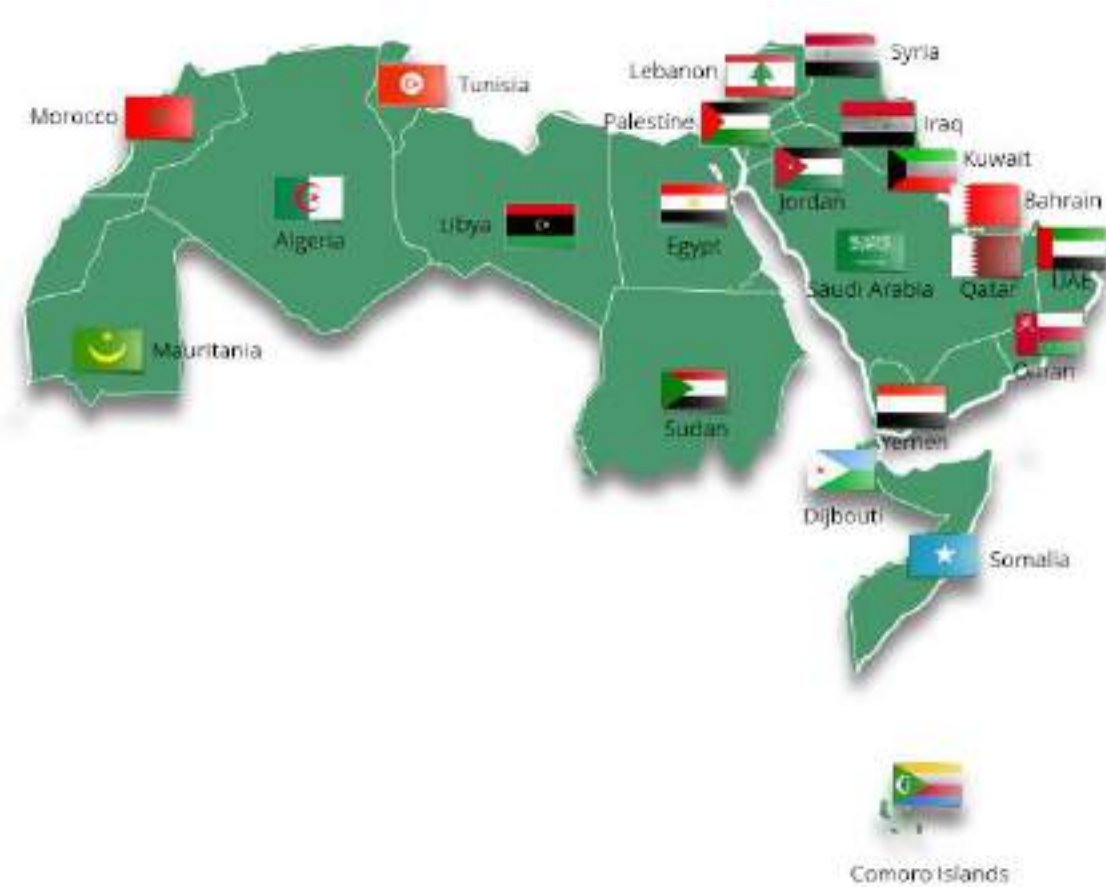 Syria
Lebanon
Tunisia
Morocco
Palestine
Iraq
Kuwait
Jordan
Bahrain
Libya
Algeria
Egypt
Saudi Arabia
Qatar
UAE
Mauritania
Oman
Sudan
Yemen
Dijbouti
Somalia
Comoro Islands